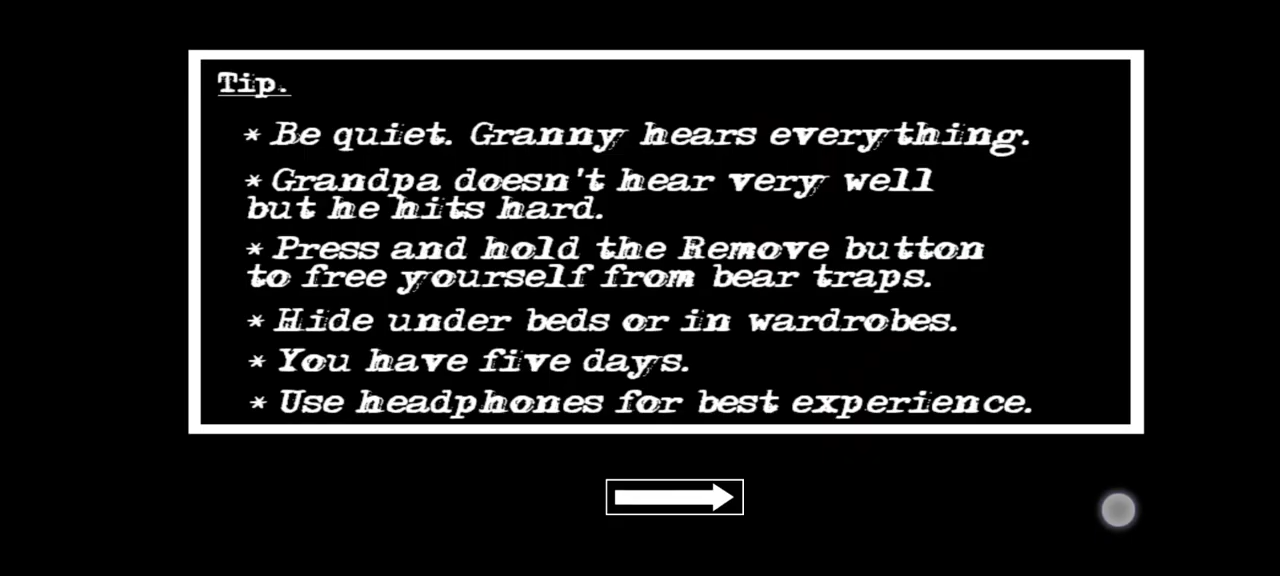 Tip.
* Be quiet. Granny hears everything.
* Grandpa doesn't hear very well
but he hits hard.
* Press and hold the Remove button
to free yourself from bear traps.
* Hide under beds or in wardrobes.
* You have five days.
* Use headphones for best experience.